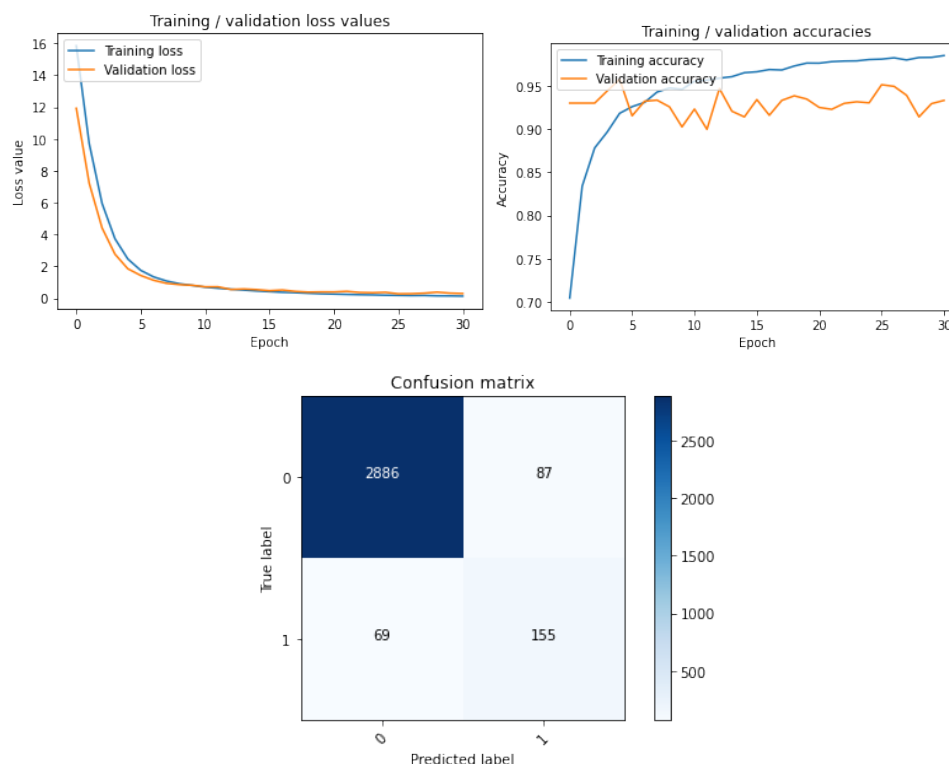 Training / validation loss values
16
14
12
10
8
6
4
2
0
Loss value
Training loss
Validation loss
0 5 10 15 20 25 30
Epoch
Training / validation accuracies
0.95
0.90
0.85
0.80
0.75
0.70
Accuracy
Training accuracy
Validation accuracy
0 5 10 15 20 25 30
Epoch
Confusion matrix
True label
0 2886 87
1 69 155
0 1
Predicted label
2500
2000
1500
1000
500